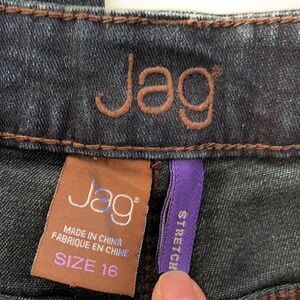 Jag®
Jag®
MADE IN CHINA
FABRIQUE EN CHINE
SIZE 16
STRETCH